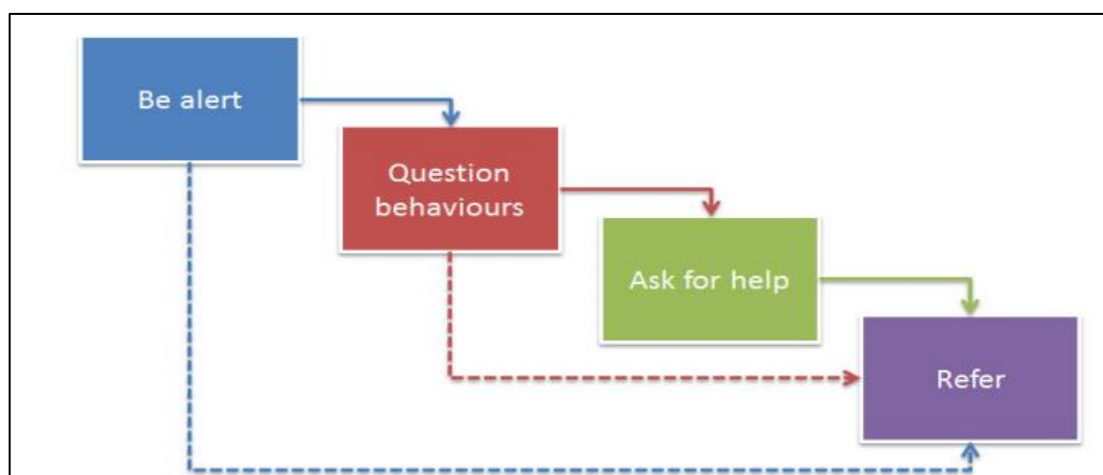 Be alert
Question
behaviours
Ask for help
Refer